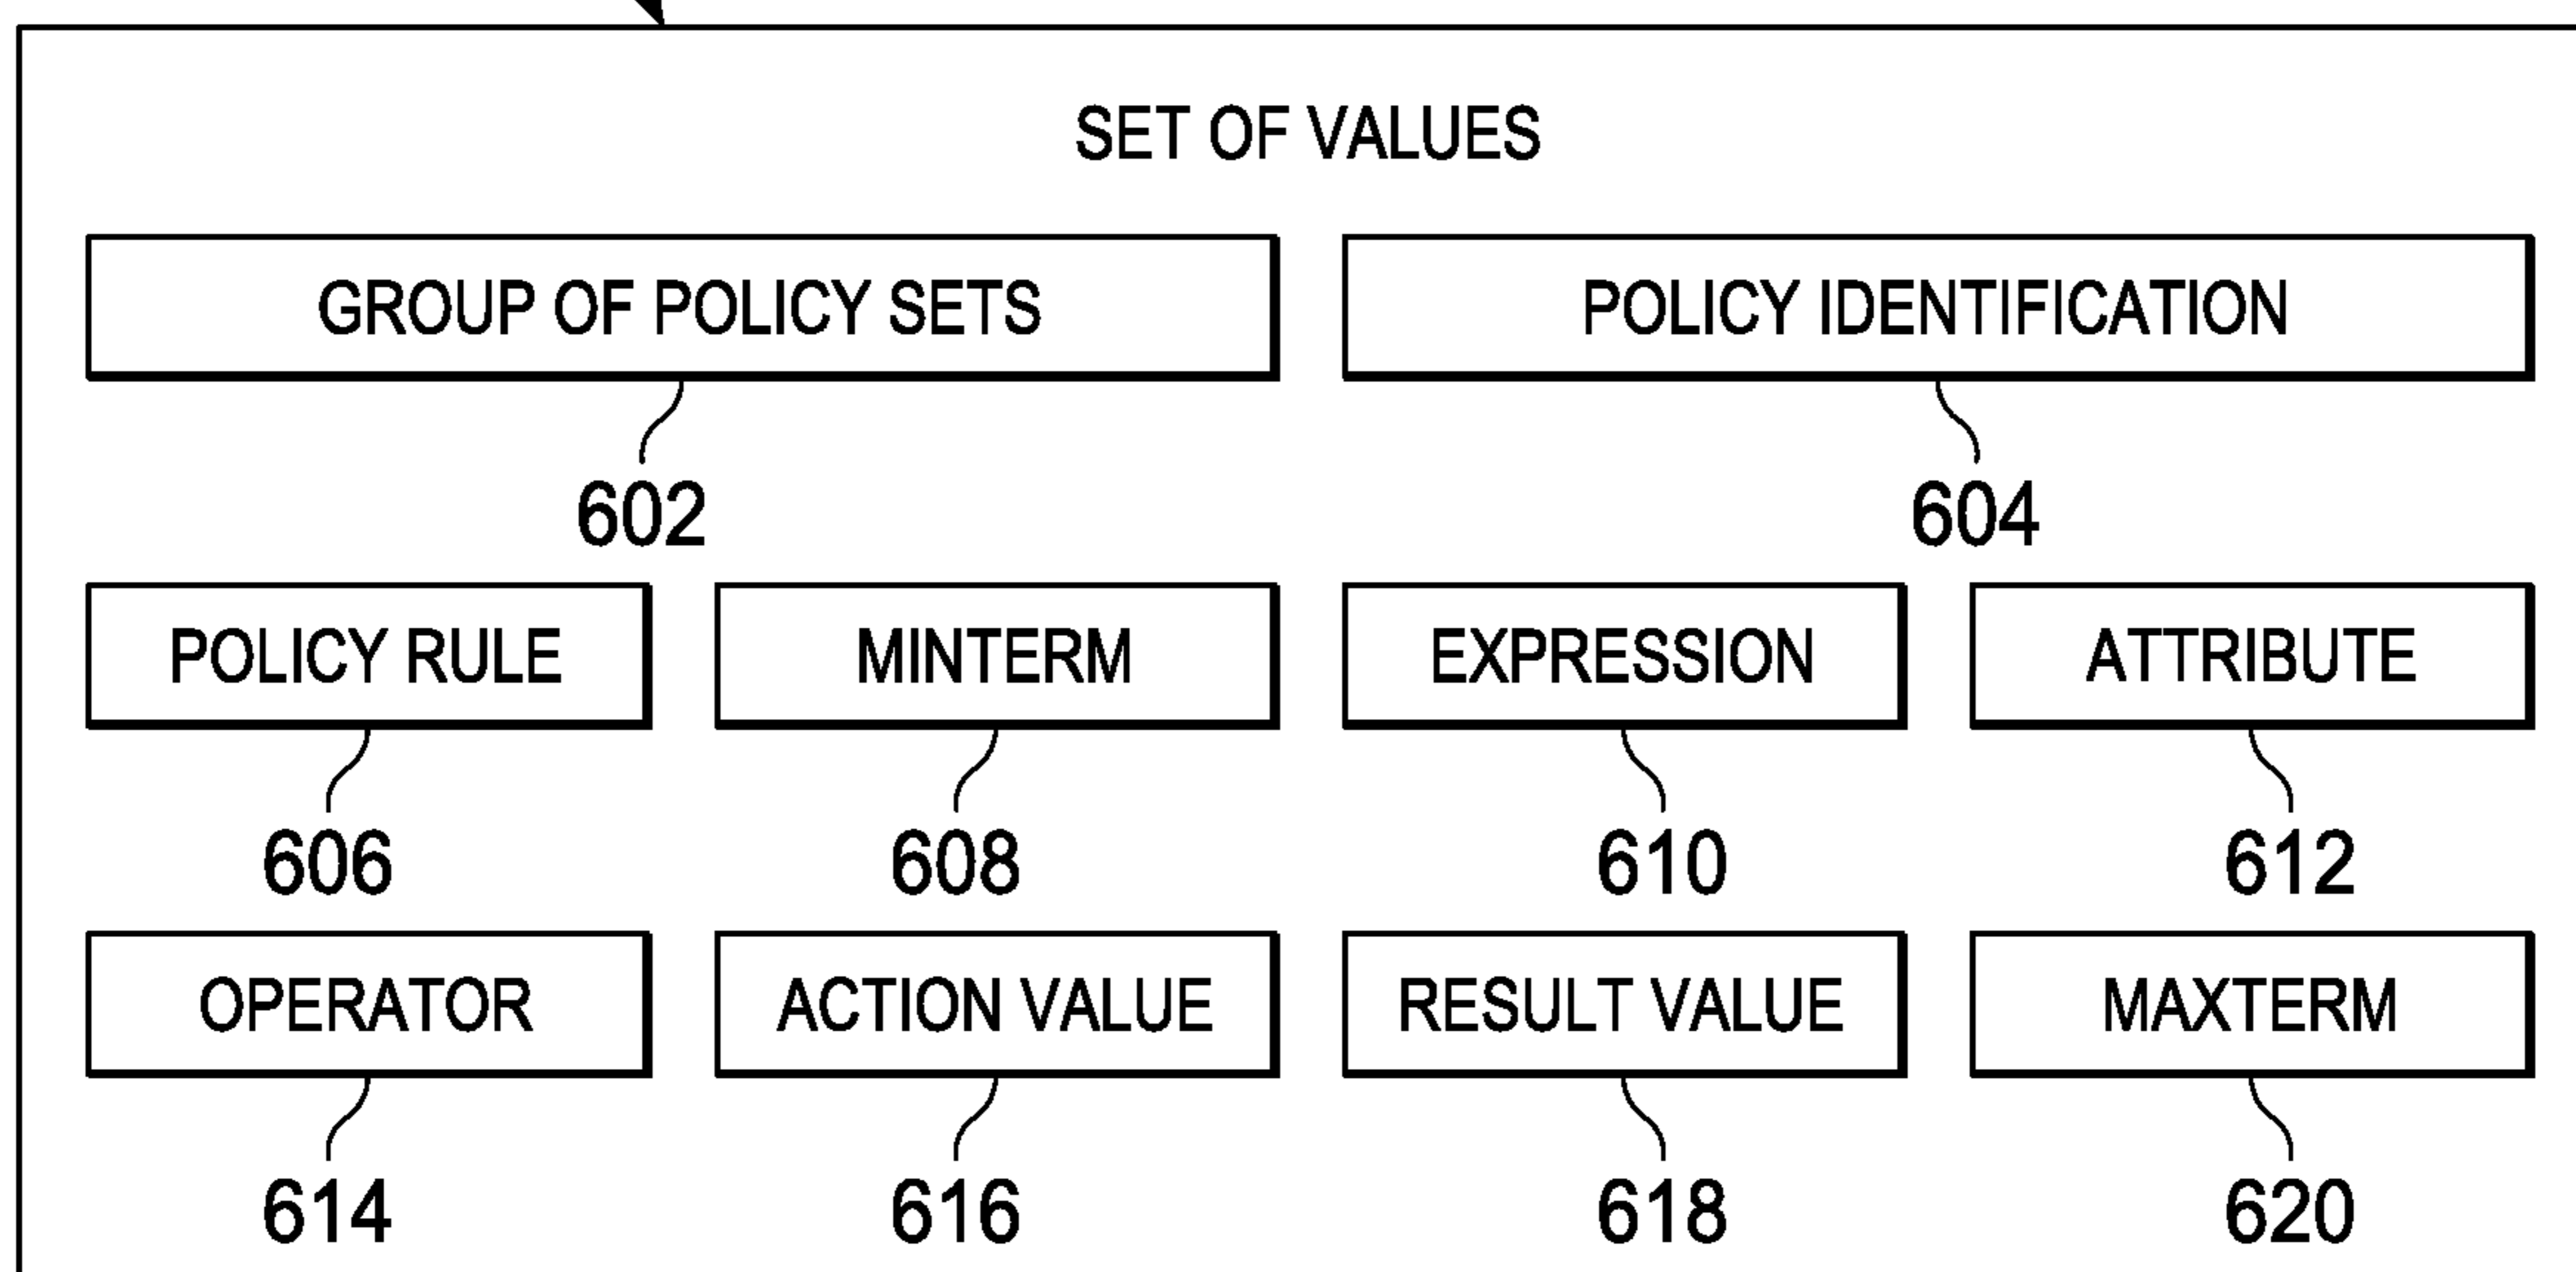 SET OF VALUES
GROUP OF POLICY SETS POLICY IDENTIFICATION
602 604
POLICY RULE MINTERM EXPRESSION ATTRIBUTE
606 608 610 612
OPERATOR ACTION VALUE RESULT VALUE MAXTERM
614 616 618 620